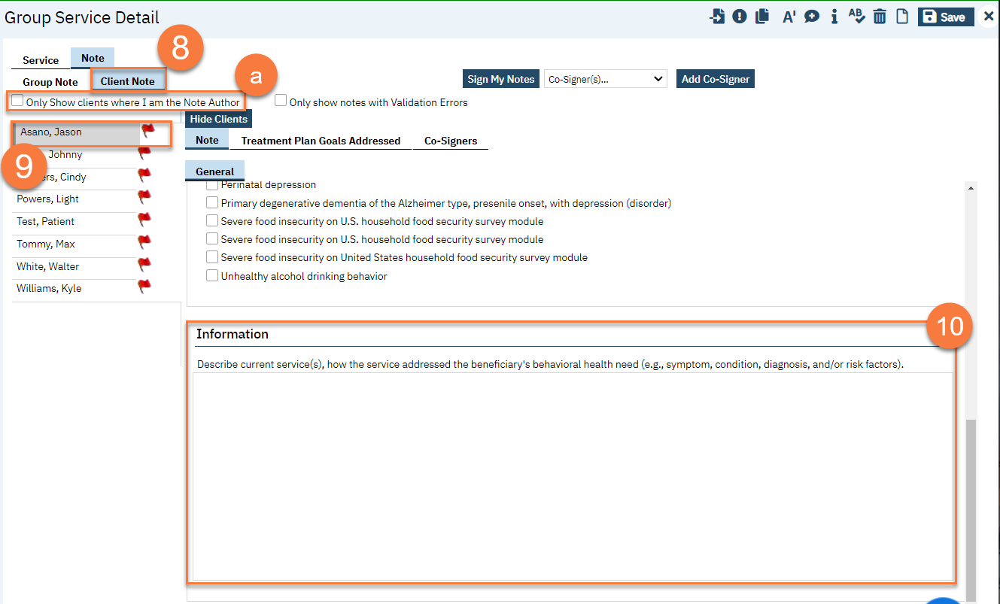 Group Service Detail
A'
AB
Save
Service
Note
8
Group Note
Client Note
a
Sign My Notes
Co-Signer(s)...
Add Co-Signer
Only Show clients where I am the Note Author
Only show notes with Validation Errors
Hide Clients
Asano, Jason
Note
Treatment Plan Goals Addressed
Co-Signers
9
Johnny
ers, Cindy
General
Powers, Light
Perinatal depression
Primary degenerative dementia of the Alzheimer type, presenile onset, with depression (disorder)
Test, Patient
Severe food insecurity on U.S. household food security survey module
Tommy, Max
Severe food insecurity on U.S. household food security survey module
White, Walter
Severe food insecurity on United States household food security survey module
Williams, Kyle
Unhealthy alcohol drinking behavior
10
Information
Describe current service(s), how the service addressed the beneficiary's behavioral health need (e.g., symptom, condition, diagnosis, and/or risk factors).